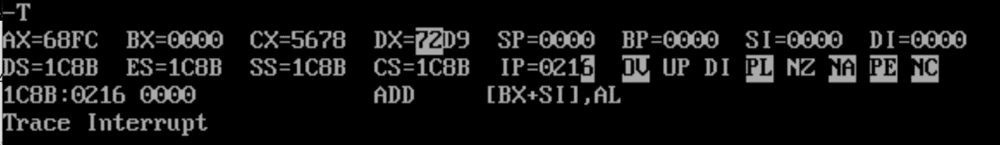 -T
AX=68FC BX=0000 CX=5678 DX=72D9 SP=0000 BP=0000 SI=0000 DI=0000
DS=1C8B ES=1C8B SS=1C8B CS=1C8B IP=0216 OV UP DI PL NZ NA PE NC
1C8B:0216 0000 ADD [BX+SI],AL
Trace Interrupt